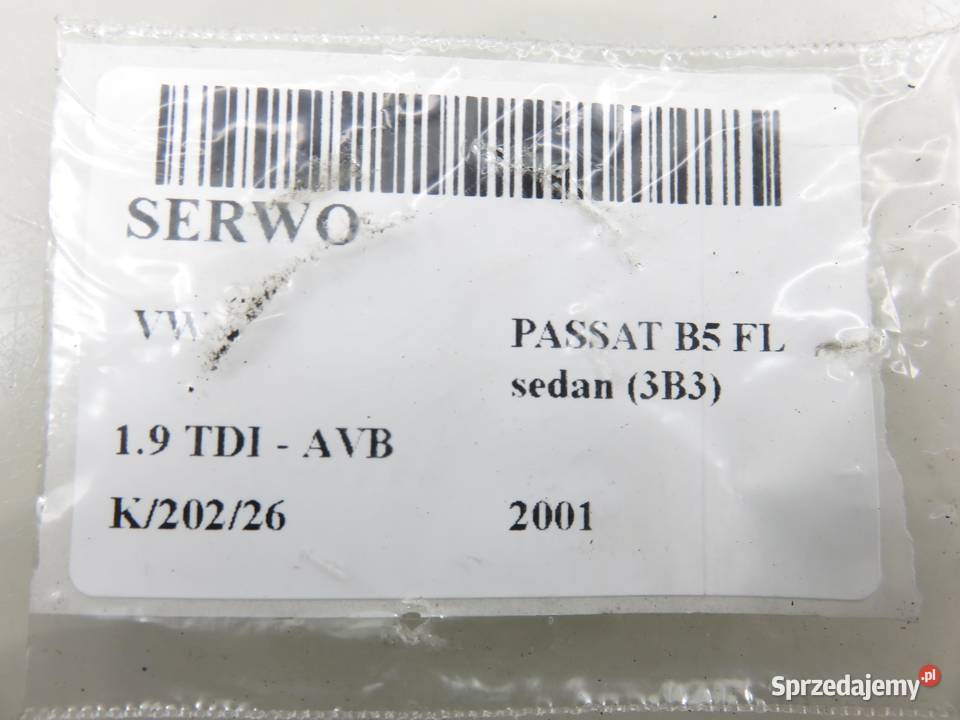 SERWO
VW
PASSAT B5 FL
sedan (3B3)
1.9 TDI - AVB
K/202/26
2001
Sprzedajemy.pl